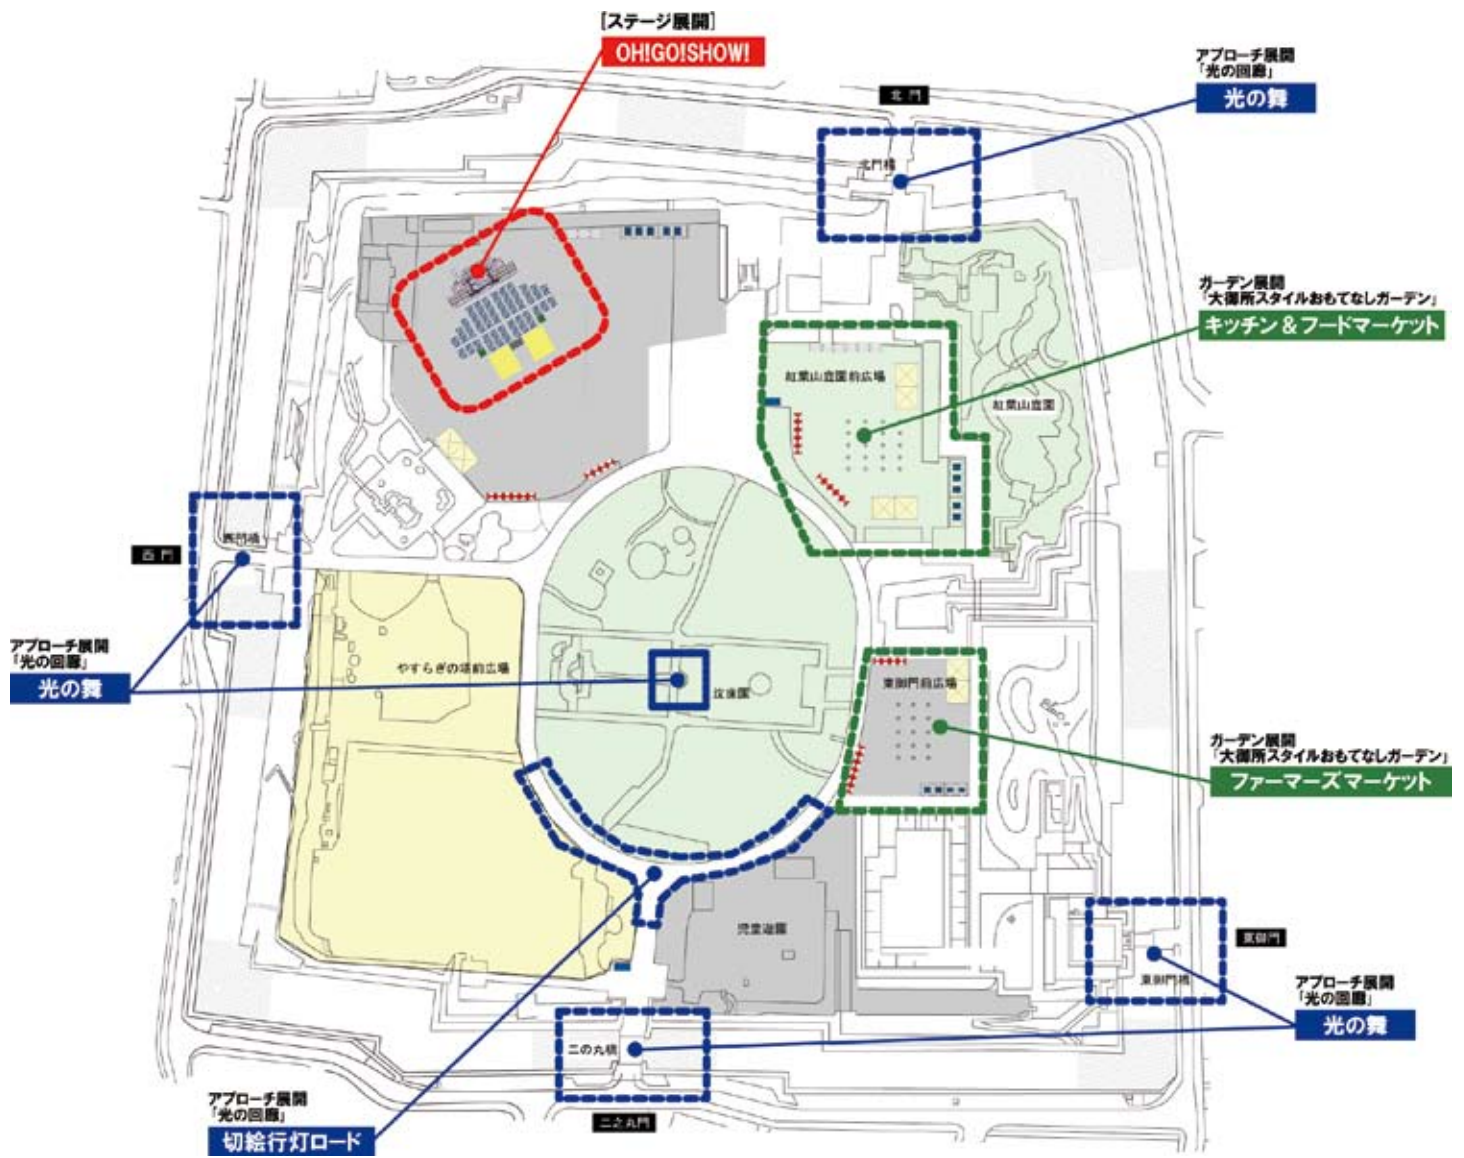 [ステージ展開]
OH!GO!SHOW!
アプローチ展開
「光の回廊」
光の舞
北門
北門橋
ガーデン展開
「大御所スタイルおもてなしガーデン」
キッチン&フードマーケット
紅葉山庭園前広場
紅葉山庭園
西門
西門橋
アプローチ展開
「光の回廊」
光の舞
やすらぎの塔前広場
東御門前広場
ガーデン展開
「大御所スタイルおもてなしガーデン」
ファーマーズマーケット
児童遊園
東御門
東御門橋
アプローチ展開
「光の回廊」
光の舞
二の丸橋
二之丸門
アプローチ展開
「光の回廊」
切絵行灯ロード